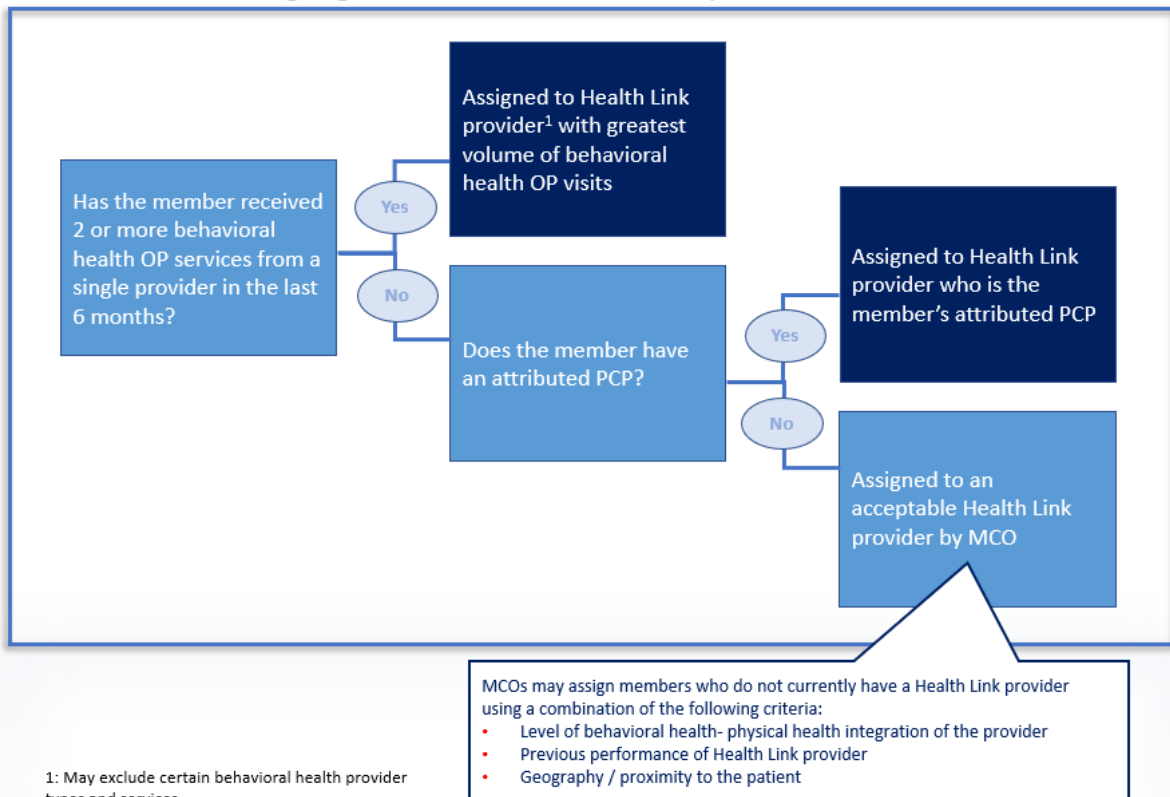 Has the member received
2 or more behavioral
health OP services from a
single provider in the last
6 months?
Yes
No
Assigned to Health Link
provider¹ with greatest
volume of behavioral
health OP visits
Does the member have
an attributed PCP?
Yes
No
Assigned to Health Link
provider who is the
member's attributed PCP
Assigned to an
acceptable Health Link
provider by MCO
MCOs may assign members who do not currently have a Health Link provider
using a combination of the following criteria:
• Level of behavioral health- physical health integration of the provider
• Previous performance of Health Link provider
• Geography / proximity to the patient
1: May exclude certain behavioral health provider
types and services